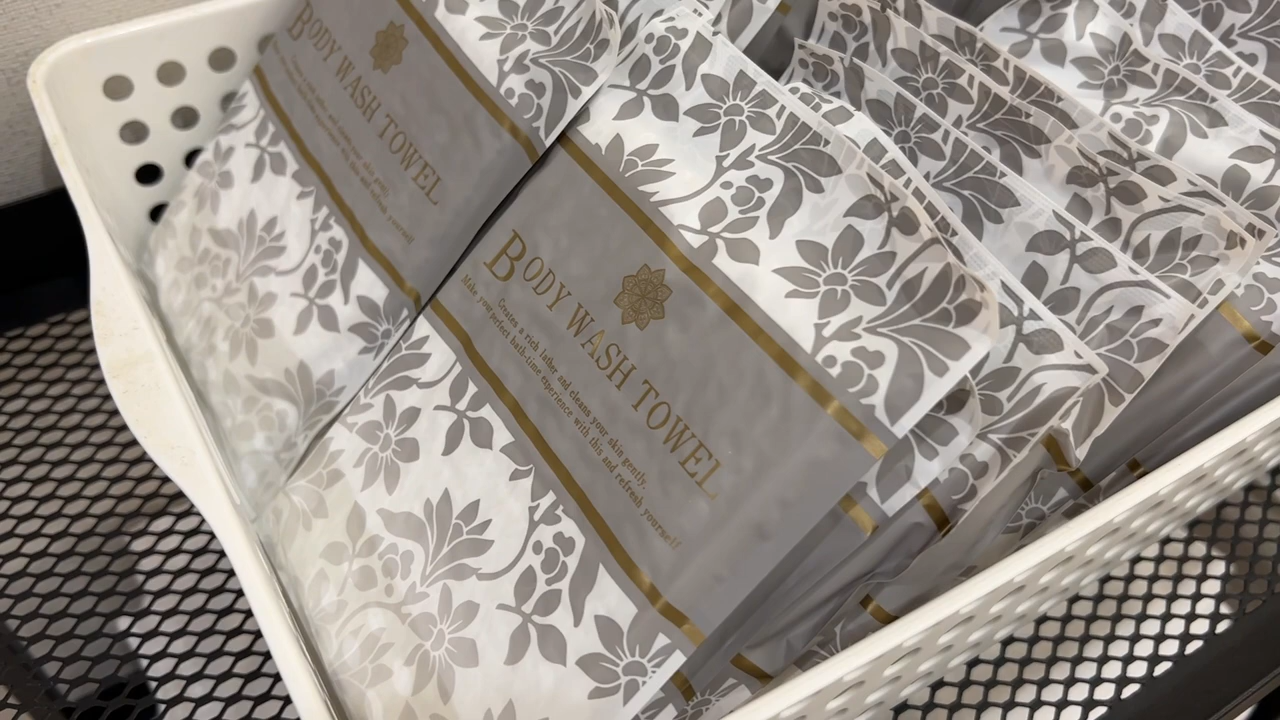 BODY WASH TOWEL
BODY WASH TOWEL
Creates a rich lather and cleans your skin gently.
Make your perfect bath-time experience with this and refresh yourself